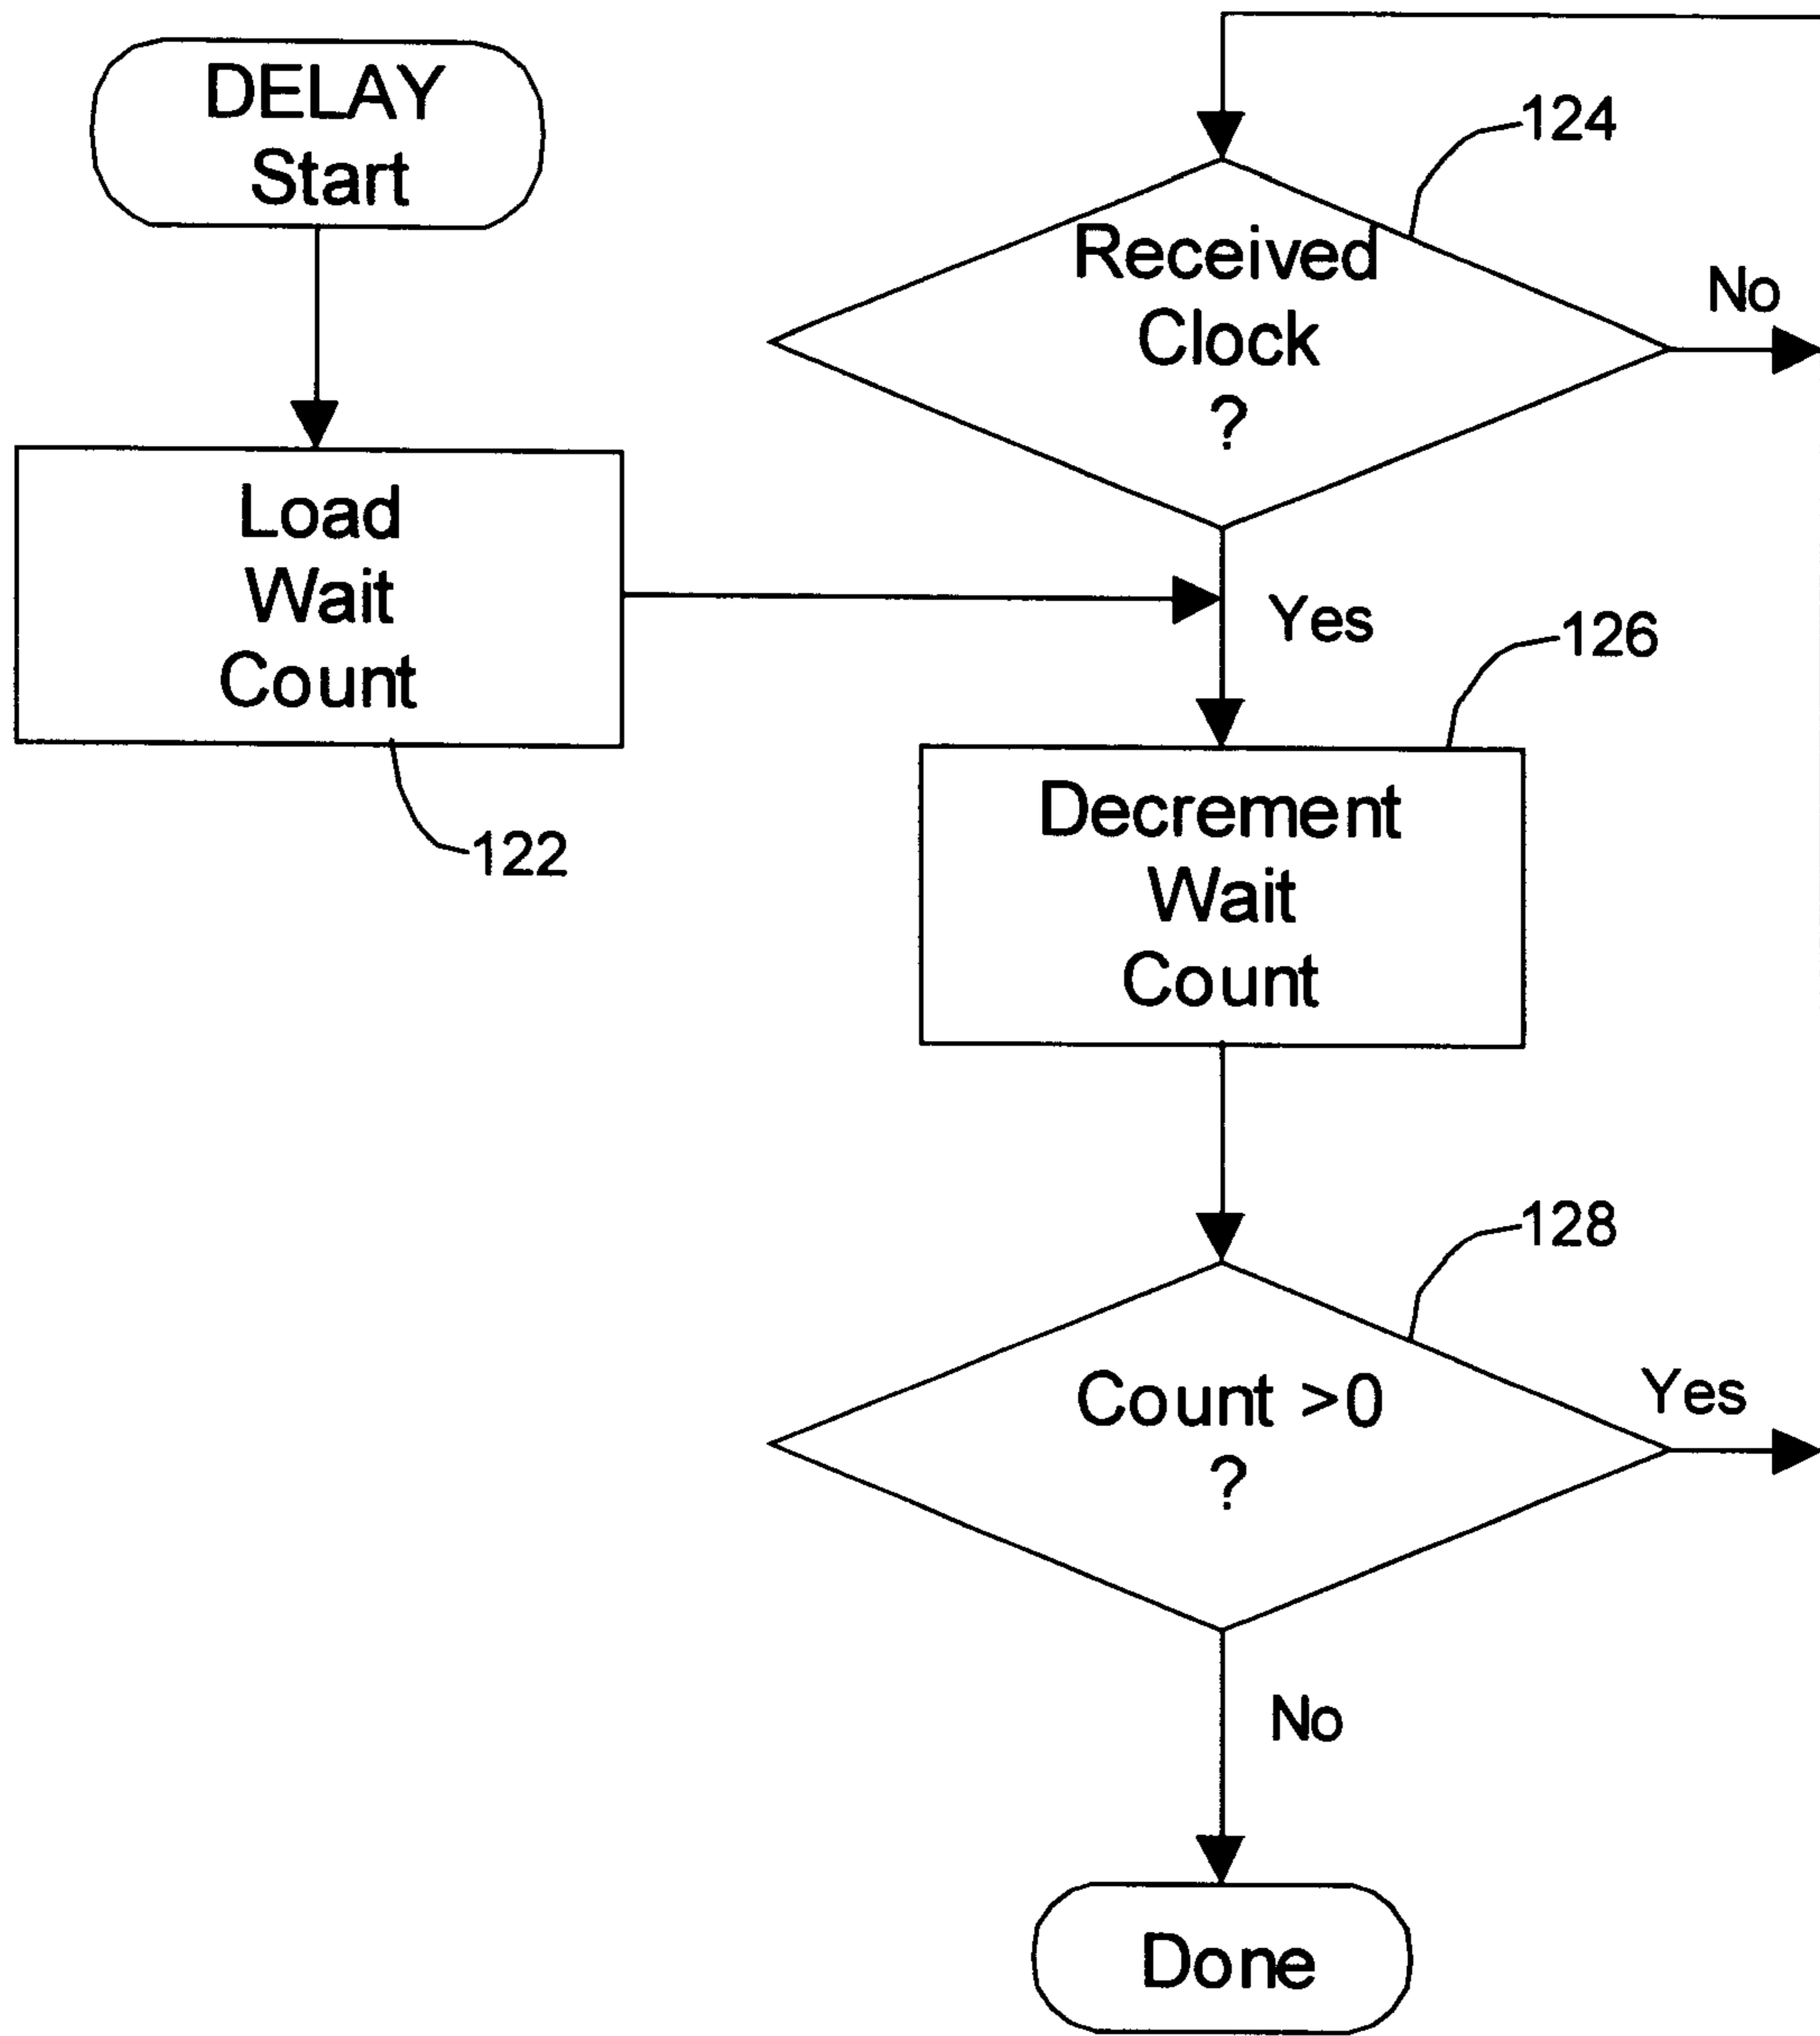 DELAY
Start
Load
Wait
Count
122
Received
Clock
?
124
No
Yes
Decrement
Wait
Count
126
Count >0
?
128
Yes
No
Done